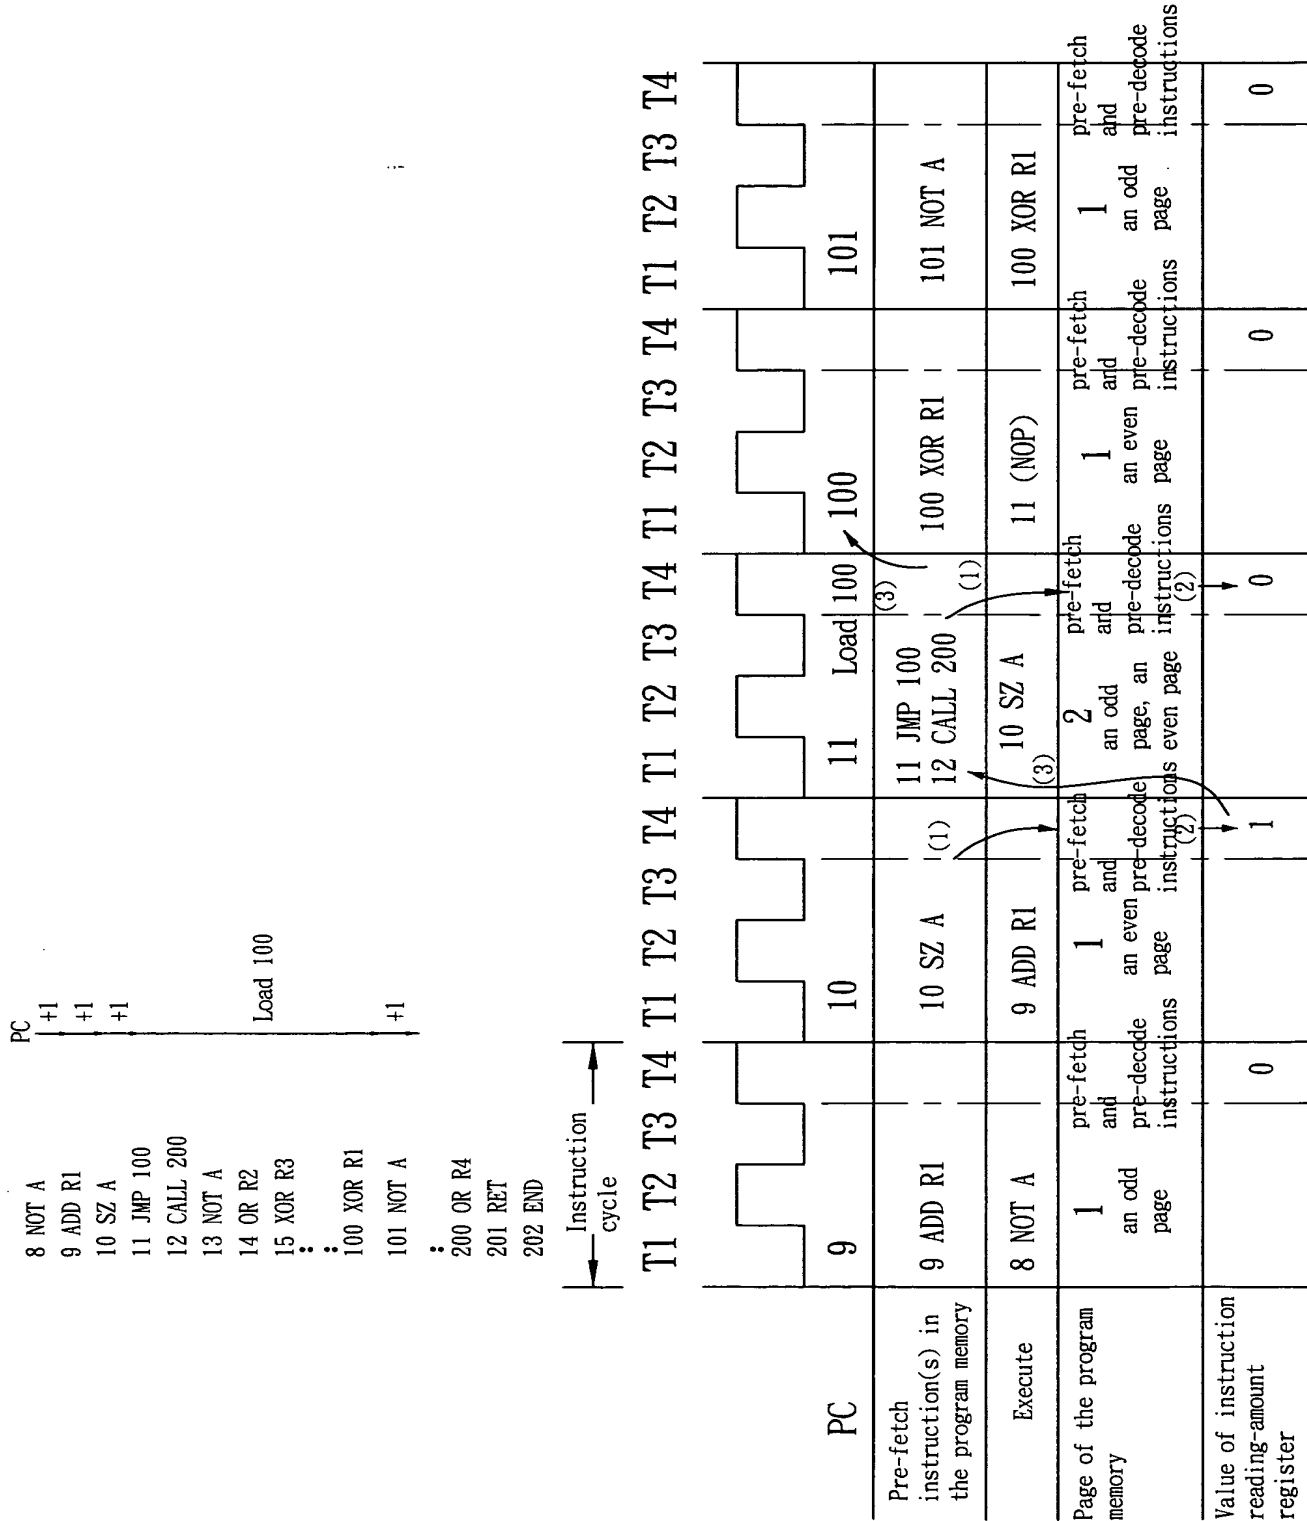 PC
8 NOT A
+1
9 ADD R1
+1
10 SZ A
+1
11 JMP 100
12 CALL 200
13 NOT A
14 OR R2
Load 100
15 XOR R3
:
:
100 XOR R1
101 NOT A
+1
:
200 OR R4
201 RET
202 END
Instruction
cycle
T1 T2 T3 T4 T1 T2 T3 T4 T1 T2 T3 T4 T1 T2 T3 T4 T1 T2 T3 T4
PC
9
10
11
Load 100
100
101
Pre-fetch
instruction(s) in
the program memory
9 ADD R1
10 SZ A
(1)
11 JMP 100
12 CALL 200
(3)
(1)
100 XOR R1
101 NOT A
Execute
8 NOT A
9 ADD R1
10 SZ A
(3)
11 (NOP)
100 XOR R1
Page of the program
memory
1
an odd
page
pre-fetch
and
pre-decode
instructions
1
an even
page
pre-fetch
and
pre-decode
instructions
(2)
2
an odd
page, an
even page
pre-fetch
and
pre-decode
instructions
(2)
1
an even
page
pre-fetch
and
pre-decode
instructions
1
an odd
page
pre-fetch
and
pre-decode
instructions
Value of instruction
reading-amount
register
0
1
0
0
0